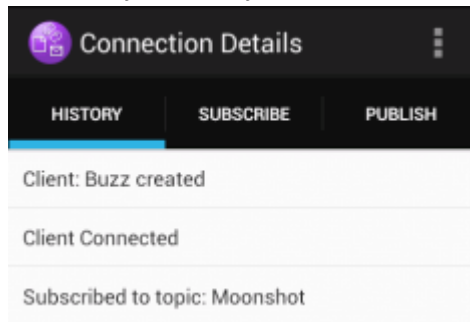 Connection Details
HISTORY SUBSCRIBE PUBLISH
Client: Buzz created
Client Connected
Subscribed to topic: Moonshot